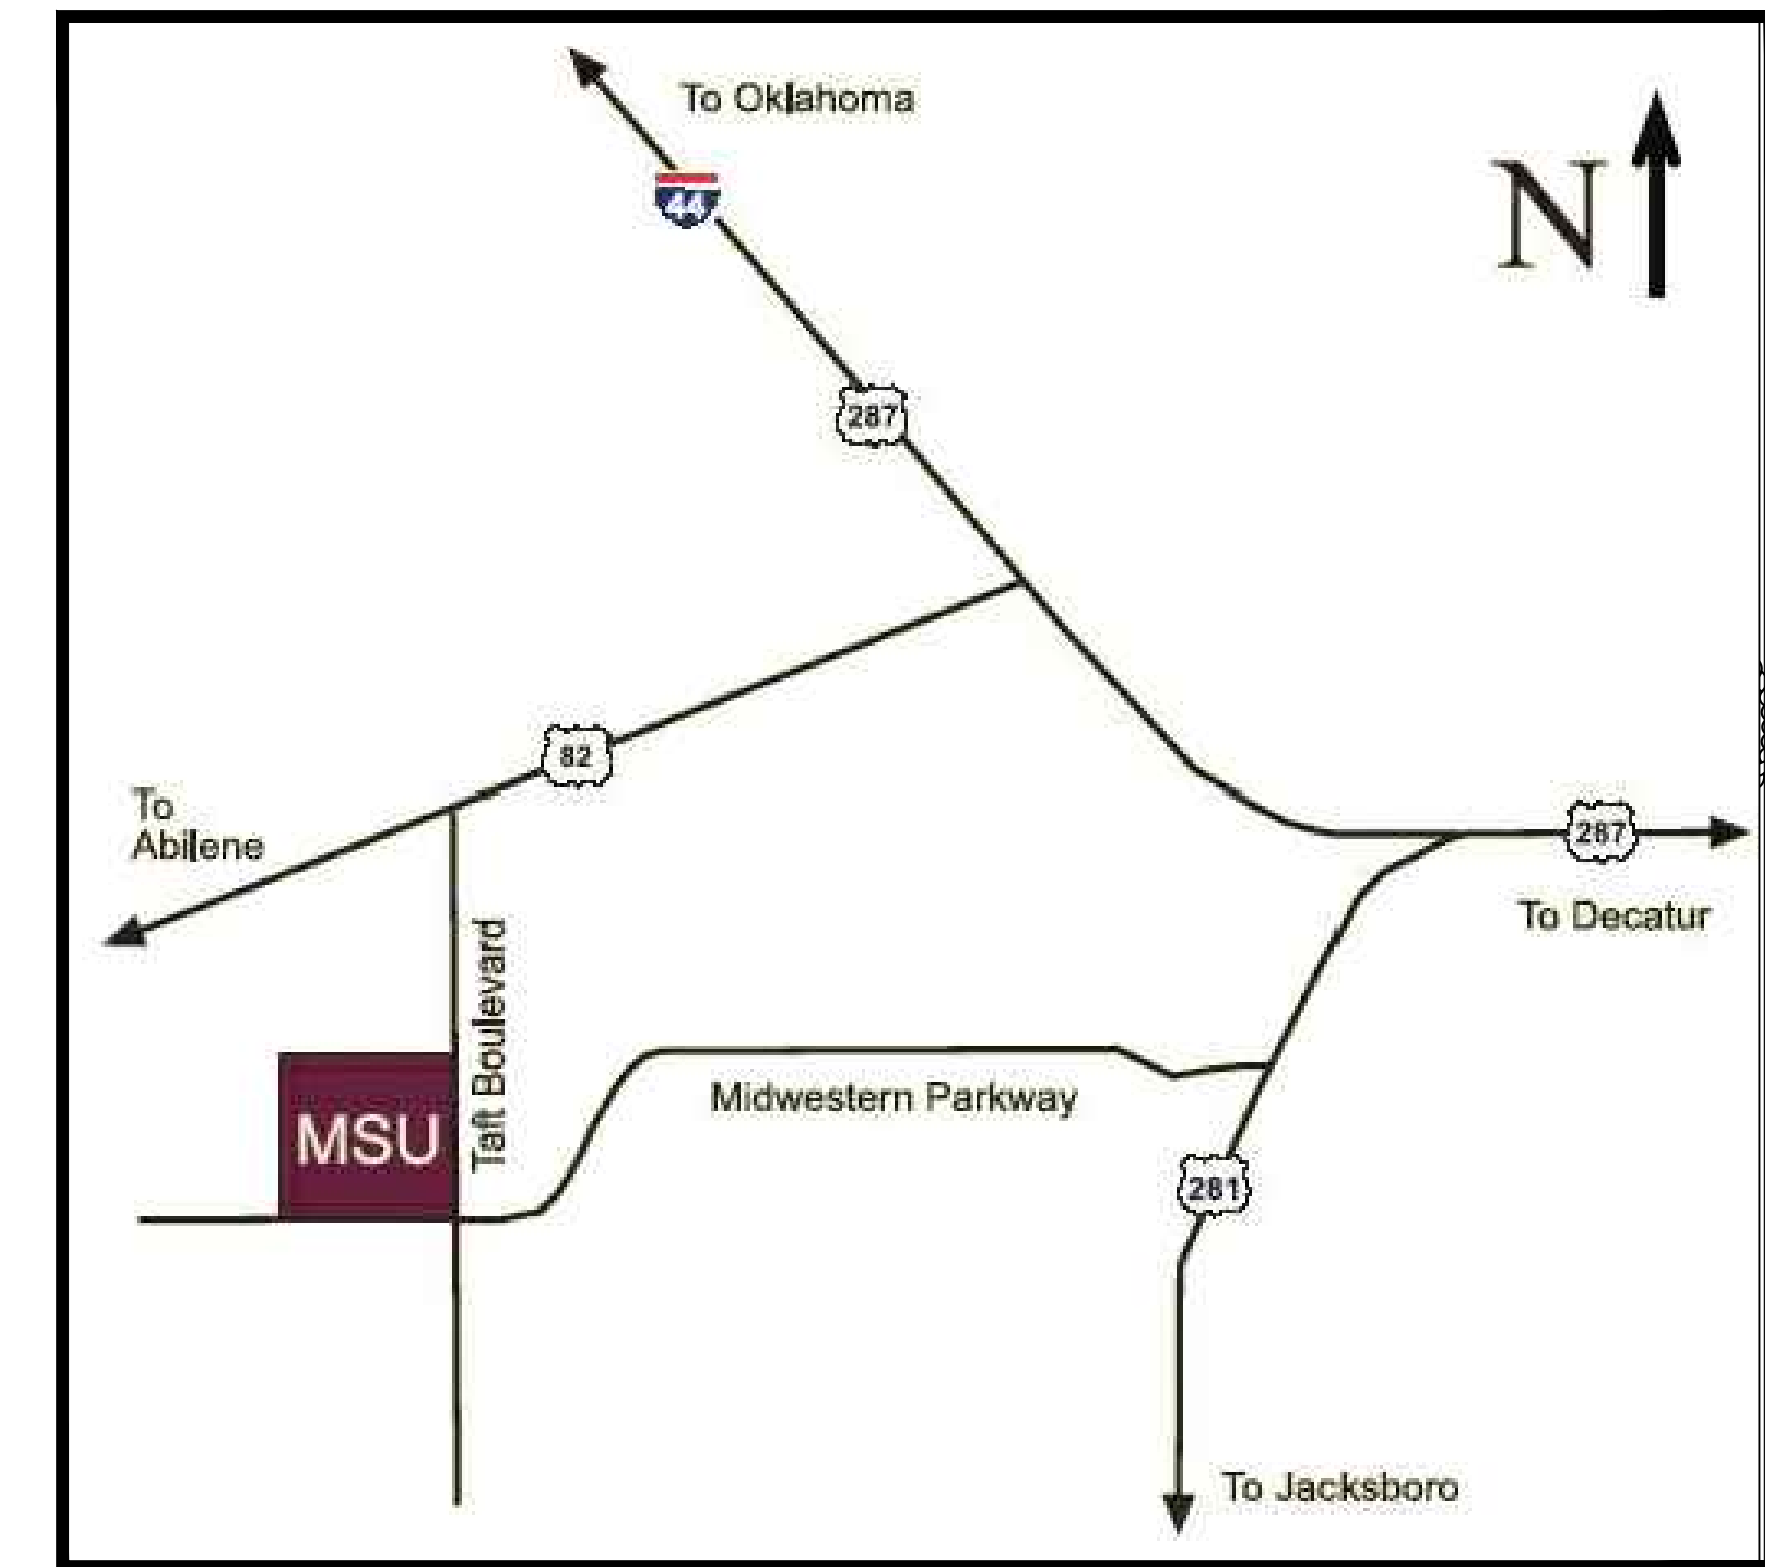 To Oklahoma
N
44
287
82
To
Abilene
287
To Decatur
Taft Boulevard
Midwestern Parkway
MSU
281
To Jacksboro